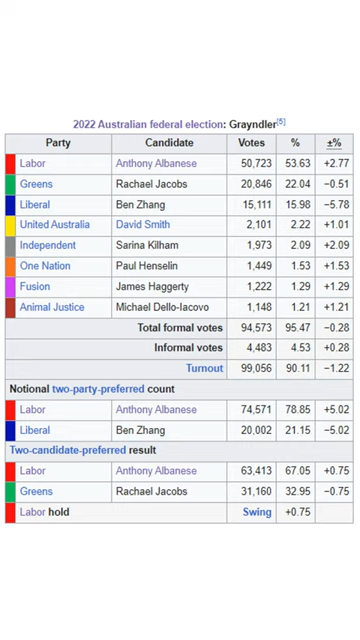 2022 Australian federal election: Grayndler[5]
Party Candidate Votes % ±%
Labor Anthony Albanese 50,723 53.63 +2.77
Greens Rachael Jacobs 20,846 22.04 −0.51
Liberal Ben Zhang 15,111 15.98 −5.78
United Australia David Smith 2,101 2.22 +1.01
Independent Sarina Kilham 1,973 2.09 +2.09
One Nation Paul Henselin 1,449 1.53 +1.53
Fusion James Haggerty 1,222 1.29 +1.29
Animal Justice Michael Dello-Iacovo 1,148 1.21 +1.21
Total formal votes 94,573 95.47 −0.28
Informal votes 4,483 4.53 +0.28
Turnout 99,056 90.11 −1.22
Notional two-party-preferred count
Labor Anthony Albanese 74,571 78.85 +5.02
Liberal Ben Zhang 20,002 21.15 −5.02
Two-candidate-preferred result
Labor Anthony Albanese 63,413 67.05 +0.75
Greens Rachael Jacobs 31,160 32.95 −0.75
Labor hold Swing +0.75